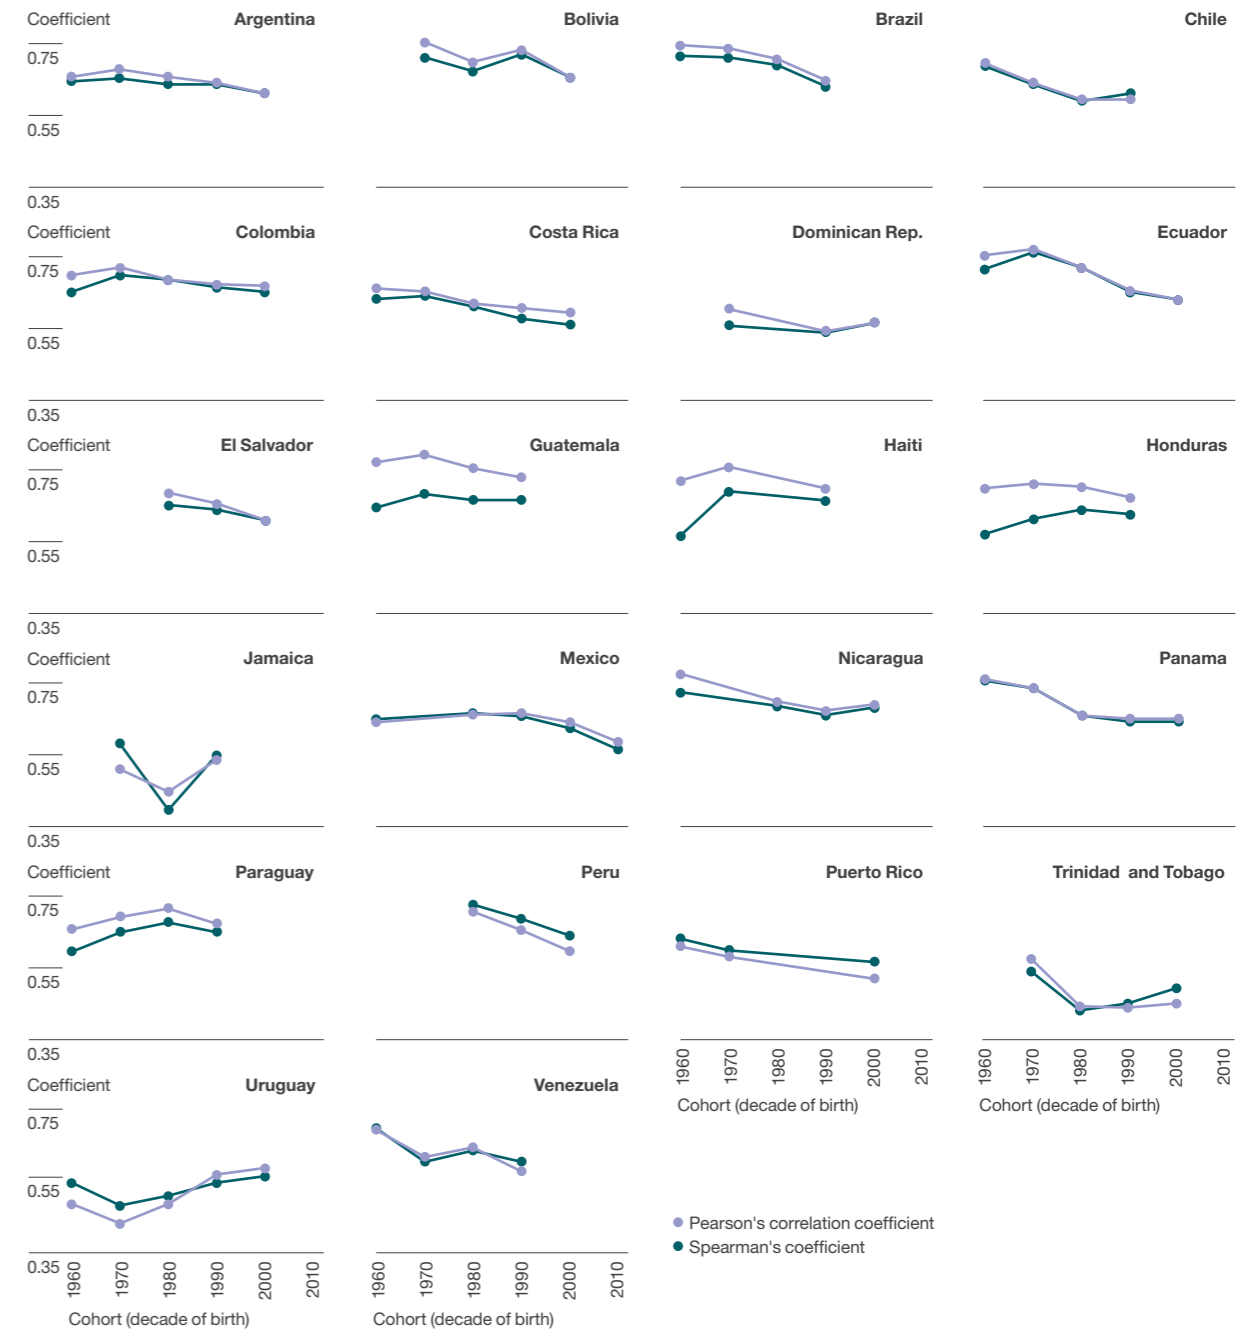 Coefficient Argentina Bolivia Brazil Chile
0.75
0.55
0.35
Coefficient Colombia Costa Rica Dominican Rep. Ecuador
0.75
0.55
0.35
Coefficient El Salvador Guatemala Haiti Honduras
0.75
0.55
0.35
Coefficient Jamaica Mexico Nicaragua Panama
0.75
0.55
0.35
Coefficient Paraguay Peru Puerto Rico Trinidad and Tobago
0.75
0.55
0.35
1960 1970 1980 1990 2000 2010 1960 1970 1980 1990 2000 2010
Cohort (decade of birth) Cohort (decade of birth)
Coefficient Uruguay Venezuela
0.75
0.55
0.35
1960 1970 1980 1990 2000 2010 1960 1970 1980 1990 2000 2010
Cohort (decade of birth) Cohort (decade of birth)
Pearson's correlation coefficient
Spearman's coefficient